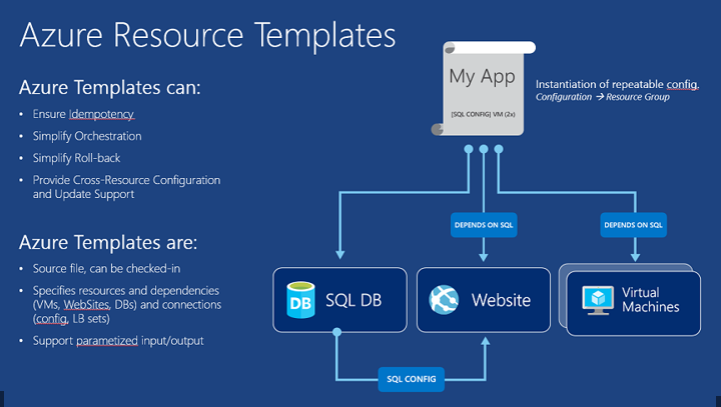 Azure Resource Templates
Azure Templates can:
• Ensure Idempotency
• Simplify Orchestration
• Simplify Roll-back
• Provide Cross-Resource Configuration
and Update Support
Azure Templates are:
• Source file, can be checked-in
• Specifies resources and dependencies
(VMs, WebSites, DBs) and connections
(config, LB sets)
• Support parametized input/output
My App
[SQL CONFIG] VM (2x)
Instantiation of repeatable config.
Configuration → Resource Group
DEPENDS ON SQL
DEPENDS ON SQL
DB
SQL DB
Website
Virtual
Machines
SQL CONFIG